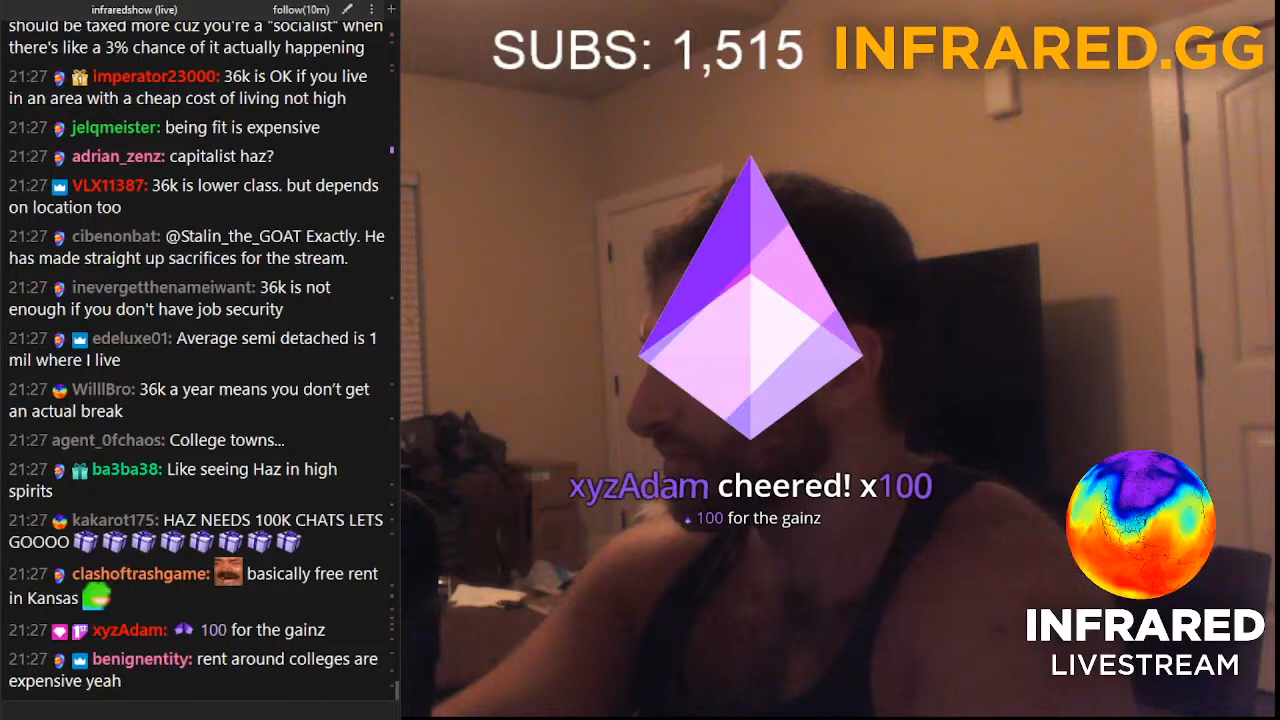 infraredshow (live)
follow(10m)
should be taxed more cuz you're a "socialist" when
there's like a 3% chance of it actually happening
21:27 imperator23000: 36k is OK if you live
in an area with a cheap cost of living not high
21:27 jelqmeister: being fit is expensive
21:27 adrian_zenz: capitalist haz?
21:27 VLX11387: 36k is lower class. but depends
on location too
21:27 cibenonbat: @Stalin_the_GOAT Exactly. He
has made straight up sacrifices for the stream.
21:27 inevergetthenameiwant: 36k is not
enough if you don't have job security
21:27 edeluxe01: Average semi detached is 1
mil where I live
21:27 WilllBro: 36k a year means you don't get
an actual break
21:27 agent_0fchaos: College towns...
21:27 ba3ba38: Like seeing Haz in high
spirits
21:27 kakarot175: HAZ NEEDS 100K CHATS LETS
GOOOO
21:27 clashoftrashgame: basically free rent
in Kansas
21:27 xyzAdam: 100 for the gainz
21:27 benignentity: rent around colleges are
expensive yeah
SUBS: 1,515
INFRARED.GG
xyzAdam cheered! x100
100 for the gainz
INFRARED
LIVESTREAM